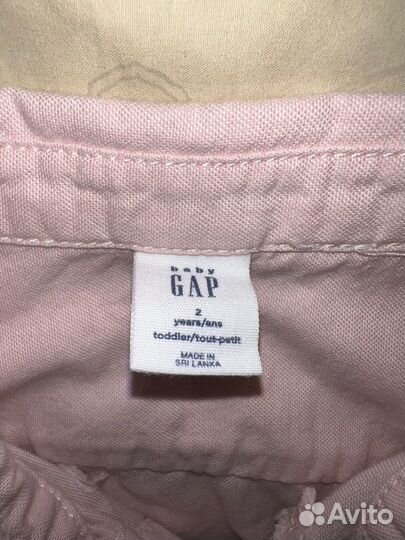 baby
GAP
2
years/ans
toddler/tout-petit
MADE IN
SRI LANKA
Avito